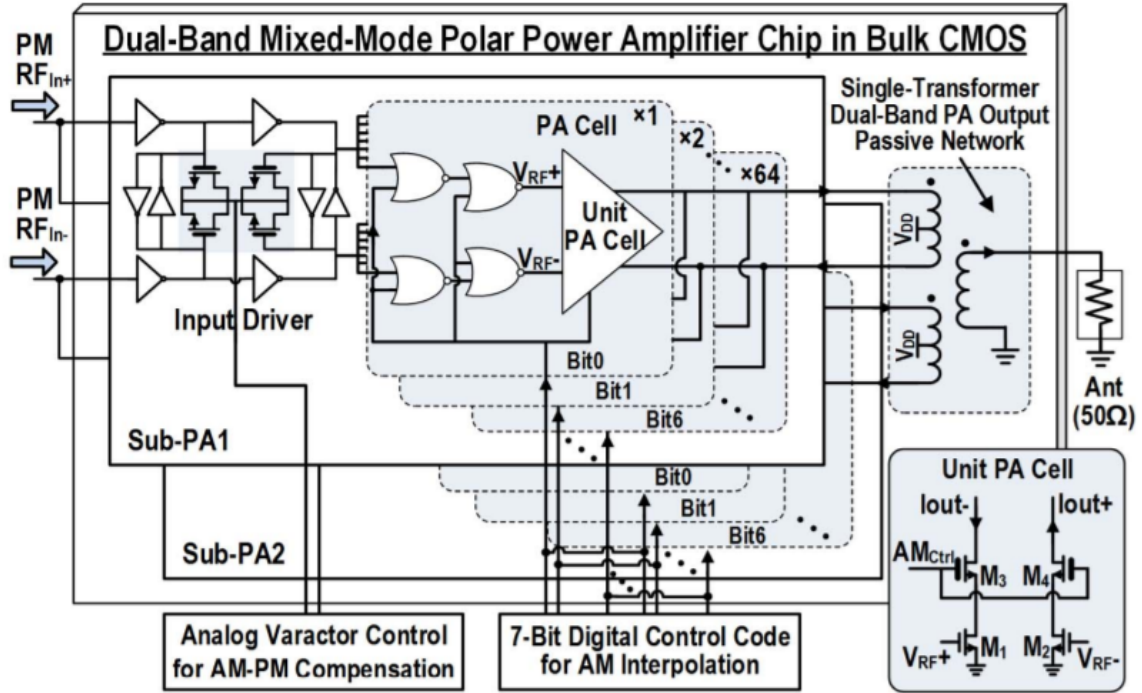 Dual-Band Mixed-Mode Polar Power Amplifier Chip in Bulk CMOS
PM
RFIn+
PM
RFIn-
Input Driver
PA Cell ×1
×2
×64
VRF+
VRF-
Unit
PA Cell
Bit0
Bit1
Bit6
Sub-PA1
Bit0
Bit1
Bit6
Sub-PA2
Single-Transformer
Dual-Band PA Output
Passive Network
VDD
VDD
Ant
(50Ω)
Analog Varactor Control
for AM-PM Compensation
7-Bit Digital Control Code
for AM Interpolation
Unit PA Cell
Iout- Iout+
AMCtrl
M3 M4
VRF+ M1 M2 VRF-